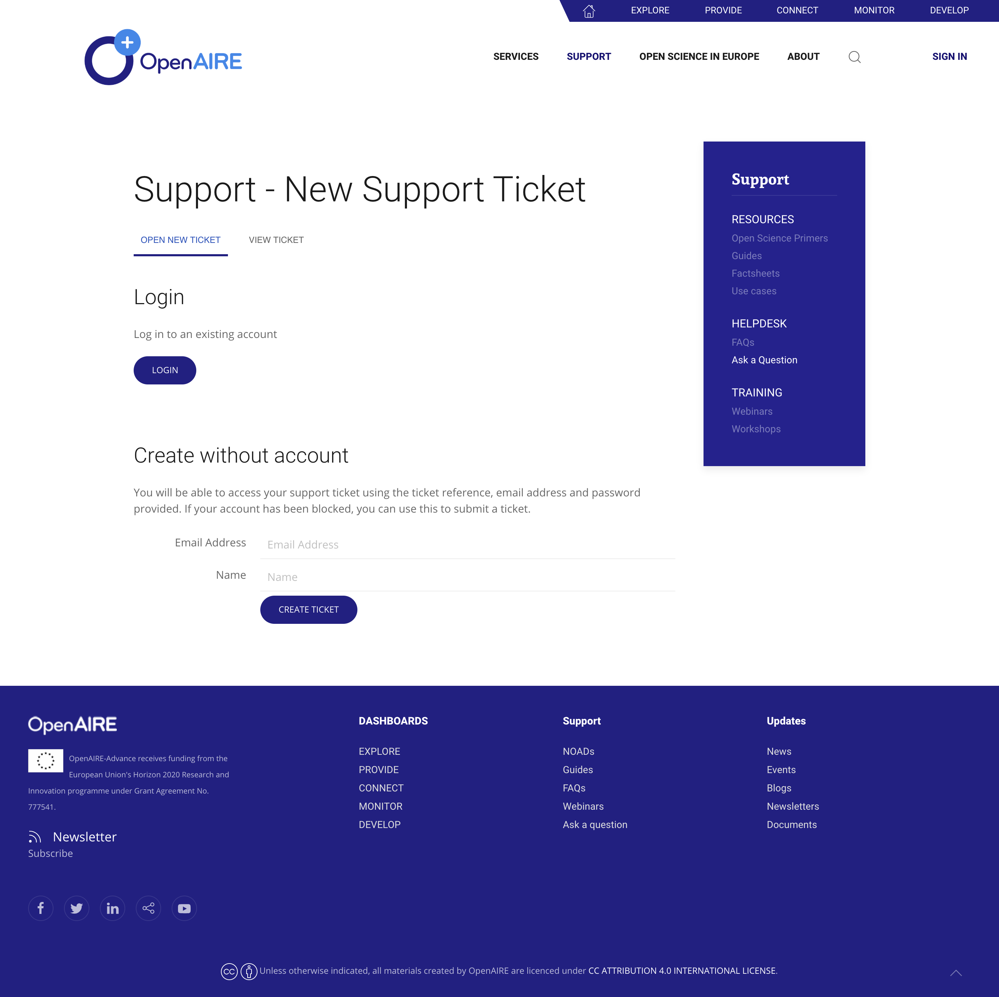 EXPLORE PROVIDE CONNECT MONITOR DEVELOP
OpenAIRE
SERVICES SUPPORT OPEN SCIENCE IN EUROPE ABOUT SIGN IN
Support - New Support Ticket
OPEN NEW TICKET VIEW TICKET
Login
Log in to an existing account
LOGIN
Create without account
You will be able to access your support ticket using the ticket reference, email address and password
provided. If your account has been blocked, you can use this to submit a ticket.
Email Address Email Address
Name Name
CREATE TICKET
Support
RESOURCES
Open Science Primers
Guides
Factsheets
Use cases
HELPDESK
FAQs
Ask a Question
TRAINING
Webinars
Workshops
OpenAIRE
OpenAIRE-Advance receives funding from the
European Union's Horizon 2020 Research and
Innovation programme under Grant Agreement No.
777541.
Newsletter
Subscribe
DASHBOARDS
EXPLORE
PROVIDE
CONNECT
MONITOR
DEVELOP
Support
NOADs
Guides
FAQs
Webinars
Ask a question
Updates
News
Events
Blogs
Newsletters
Documents
Unless otherwise indicated, all materials created by OpenAIRE are licenced under CC ATTRIBUTION 4.0 INTERNATIONAL LICENSE.